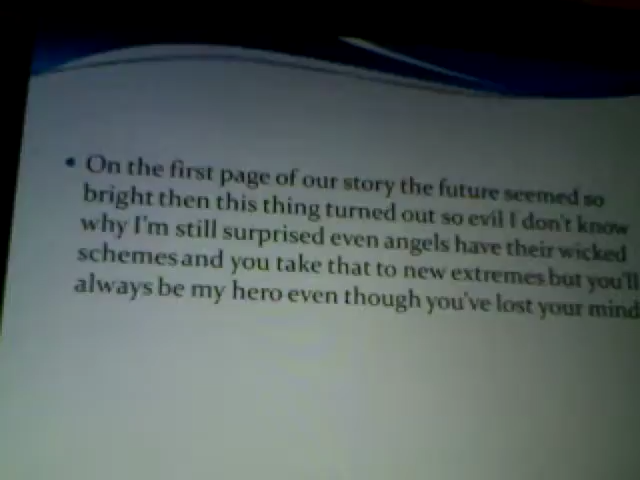 • On the first page of our story the future seemed so
bright then this thing turned out so evil I don't know
why I'm still surprised even angels have their wicked
schemes and you take that to new extremes but you'll
always be my hero even though you've lost your mind